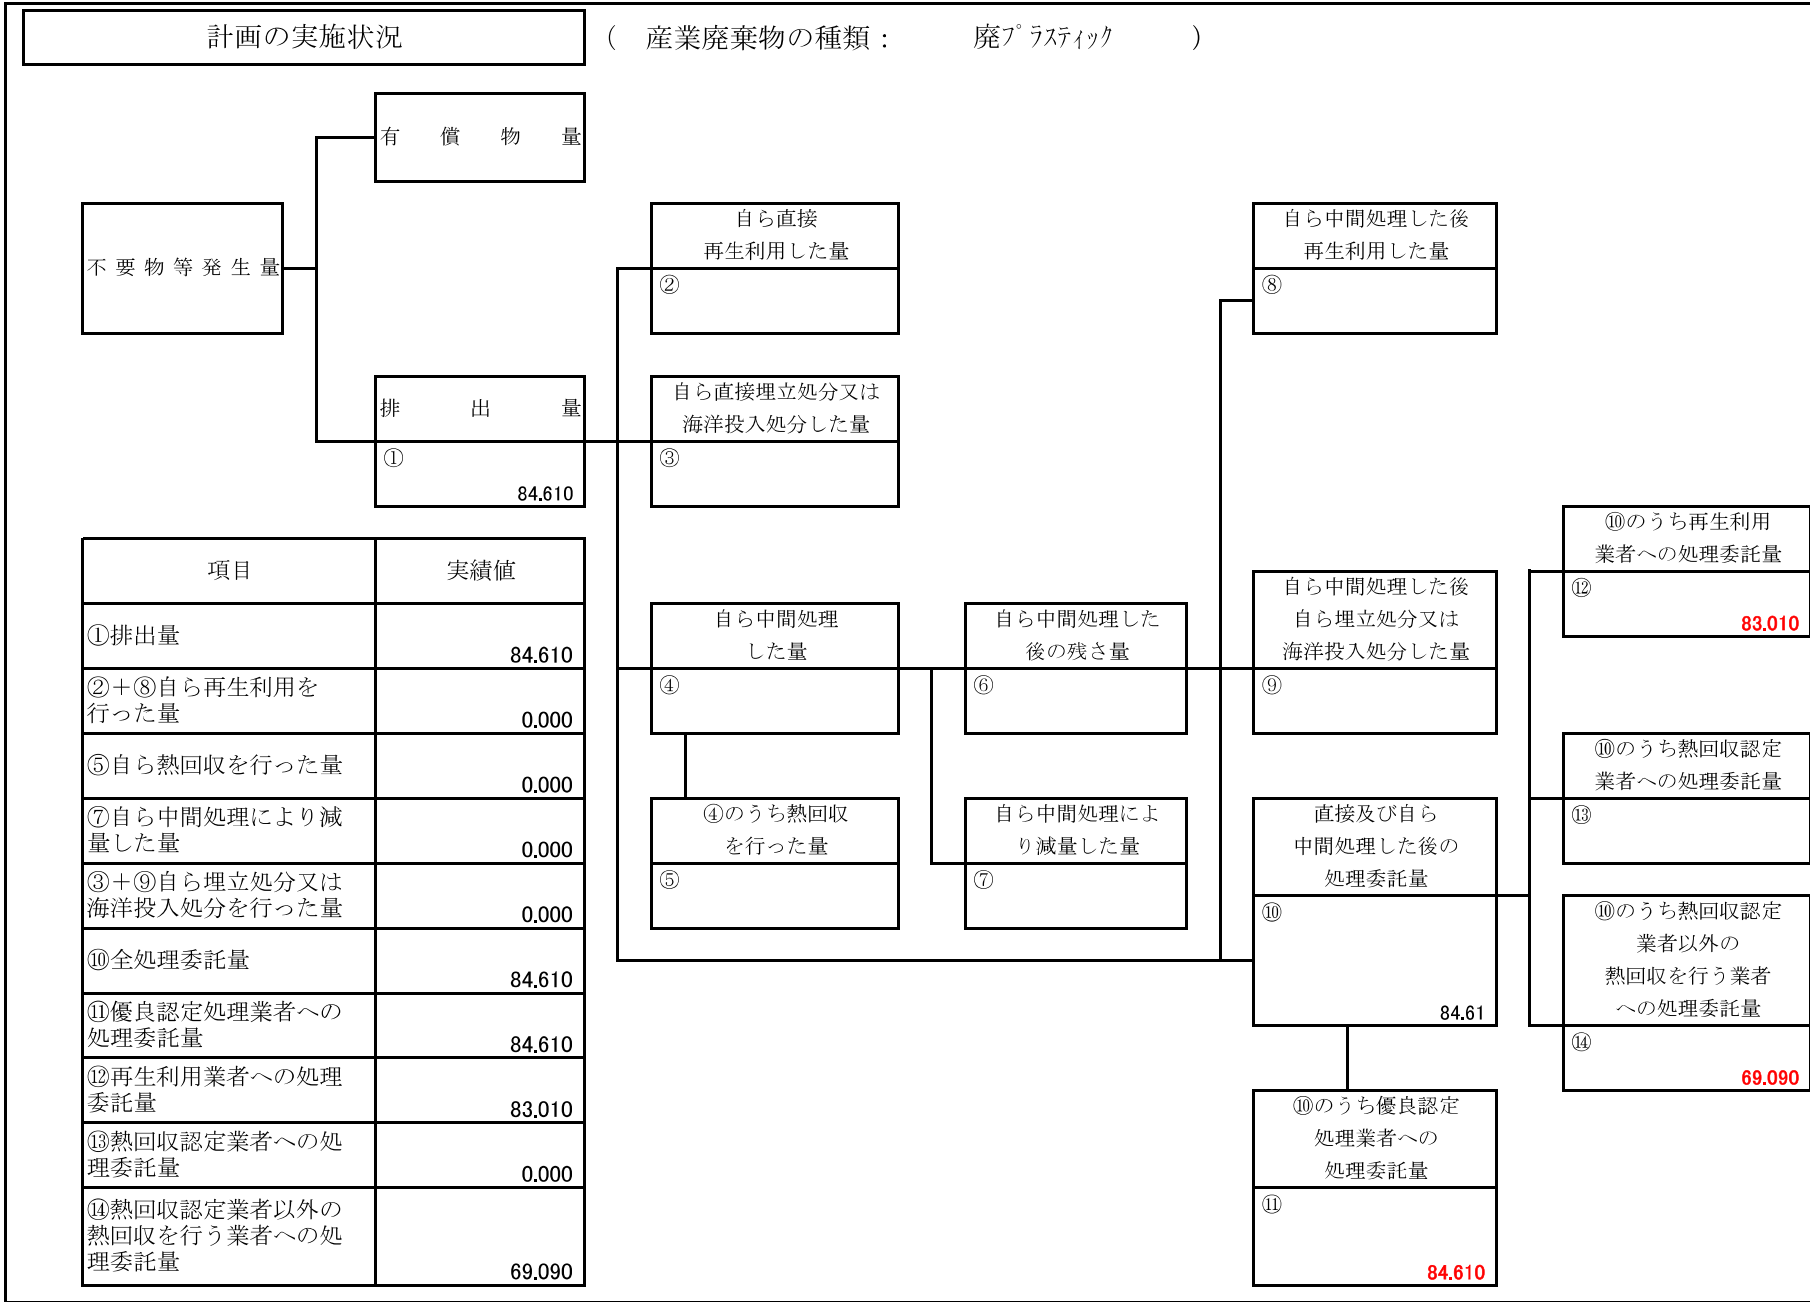 計画の実施状況
（　産業廃棄物の種類：　廃ﾌﾟﾗｽﾃｨｯｸ　）
有償物量
不要物等発生量
自ら直接
再生利用した量
②
自ら中間処理した後
再生利用した量
⑧
排出量
①
84.610
自ら直接埋立処分又は
海洋投入処分した量
③
⑩のうち再生利用
業者への処理委託量
⑫
83.010
自ら中間処理
した量
④
自ら中間処理した
後の残さ量
⑥
自ら中間処理した後
自ら埋立処分又は
海洋投入処分した量
⑨
⑩のうち熱回収認定
業者への処理委託量
⑬
④のうち熱回収
を行った量
⑤
自ら中間処理によ
り減量した量
⑦
直接及び自ら
中間処理した後の
処理委託量
⑩
84.61
⑩のうち熱回収認定
業者以外の
熱回収を行う業者
への処理委託量
⑭
69.090
⑩のうち優良認定
処理業者への
処理委託量
⑪
84.610
項目　実績値
①排出量
84.610
②＋⑧自ら再生利用を
行った量
0.000
⑤自ら熱回収を行った量
0.000
⑦自ら中間処理により減
量した量
0.000
③＋⑨自ら埋立処分又は
海洋投入処分を行った量
0.000
⑩全処理委託量
84.610
⑪優良認定処理業者への
処理委託量
84.610
⑫再生利用業者への処理
委託量
83.010
⑬熱回収認定業者への処
理委託量
0.000
⑭熱回収認定業者以外の
熱回収を行う業者への処
理委託量
69.090